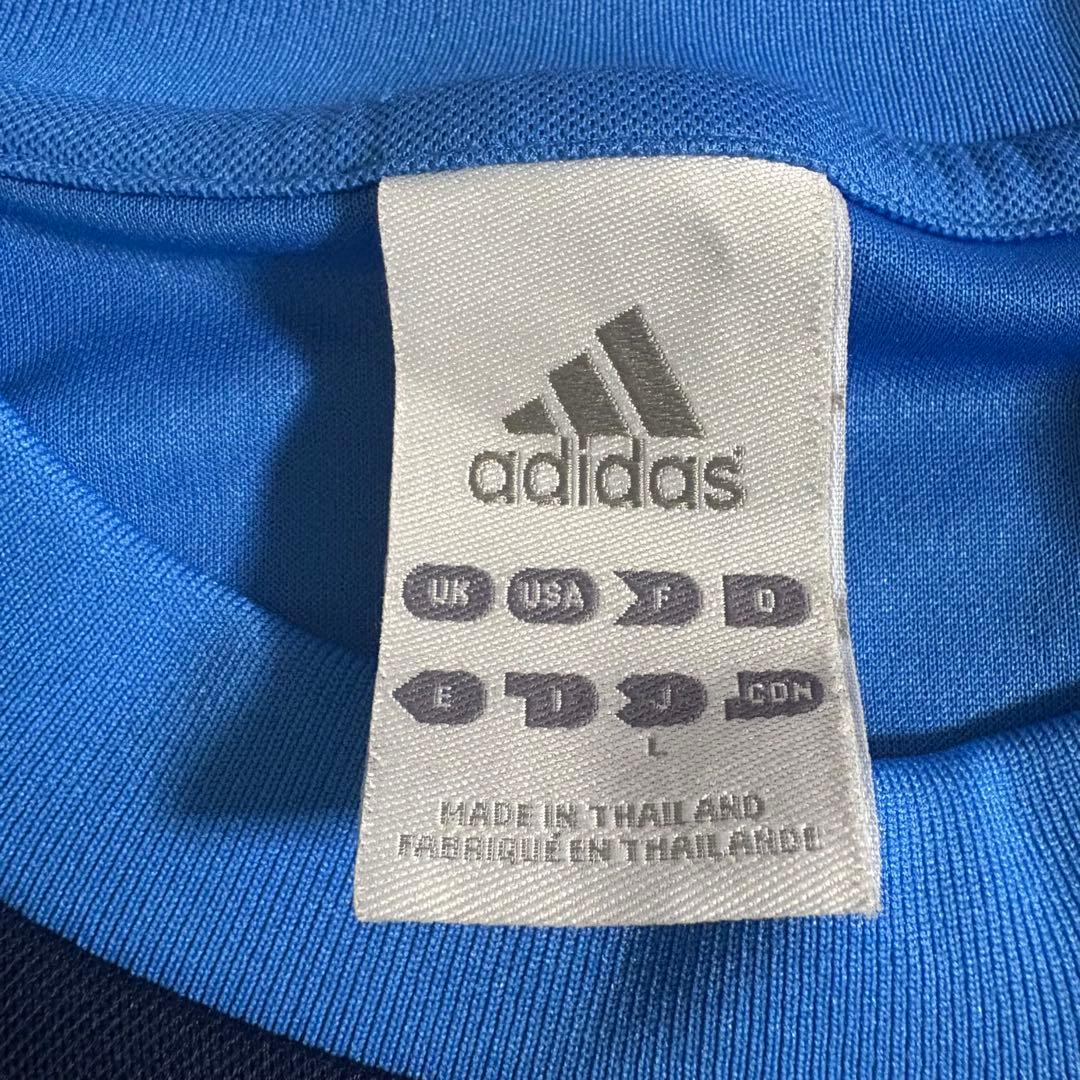 adidas
UK USA F D
E I J CDN
L
MADE IN THAILAND
FABRIQUÉ EN THAILANDE